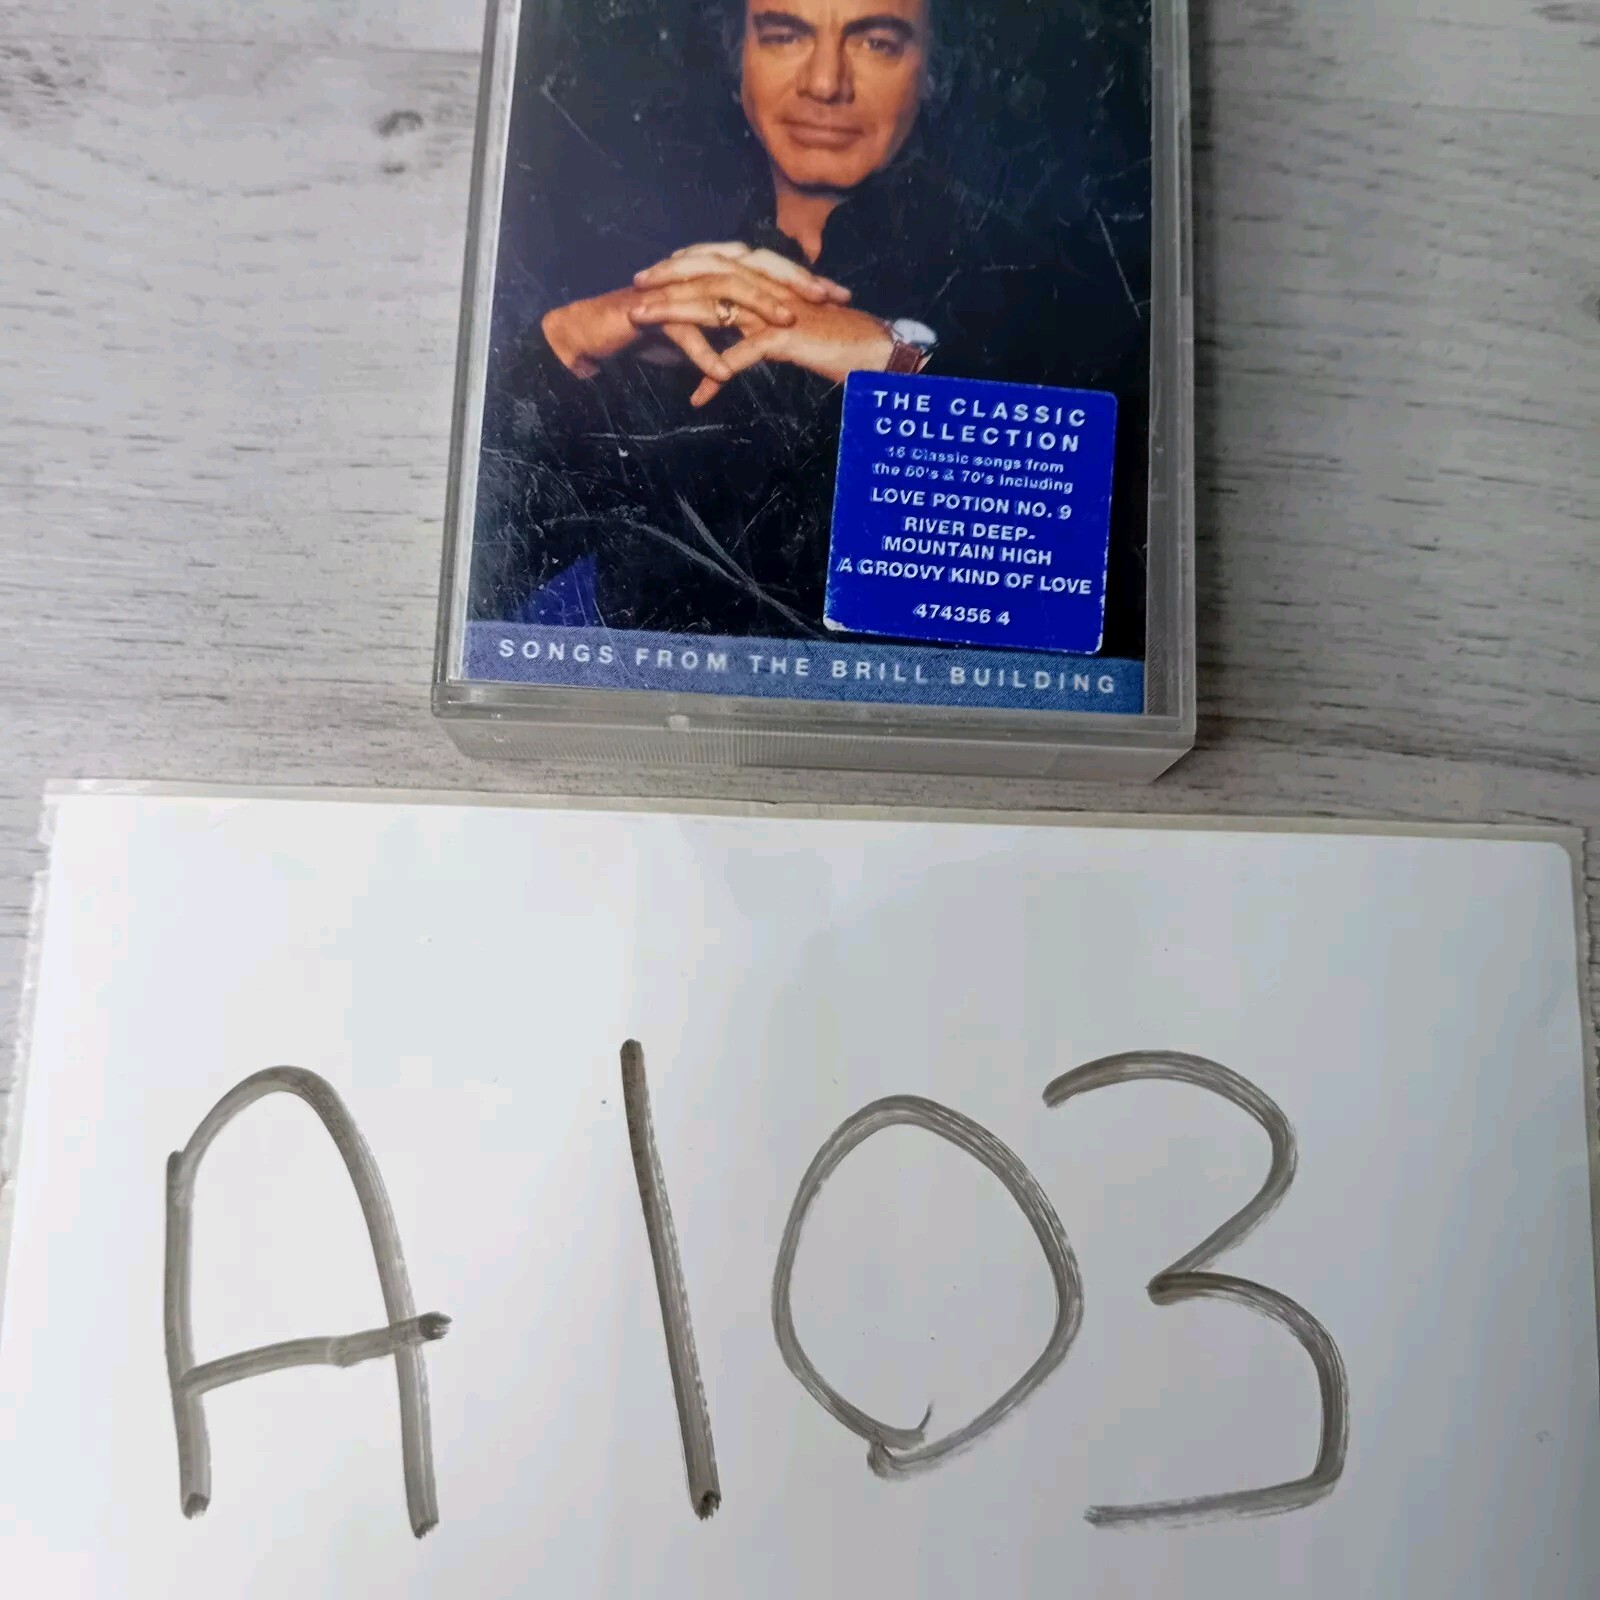 THE CLASSIC
COLLECTION
16 Classic songs from
the 60's & 70's including
LOVE POTION NO. 9
RIVER DEEP-
MOUNTAIN HIGH
A GROOVY KIND OF LOVE
474356 4
SONGS FROM THE BRILL BUILDING
A103